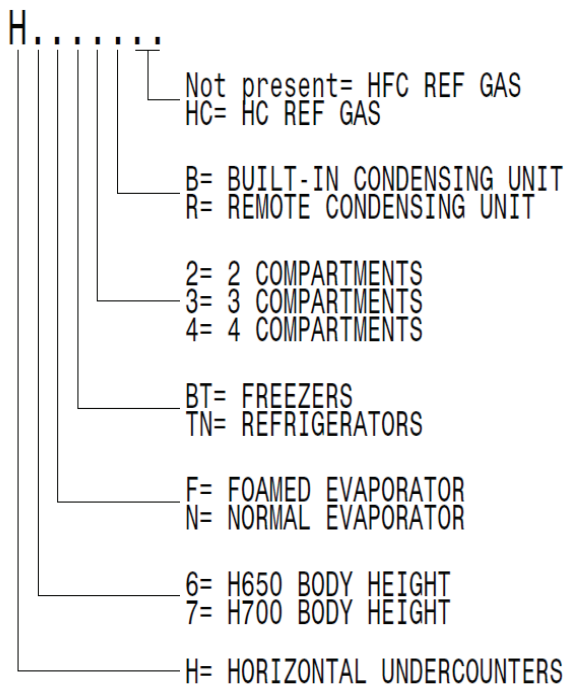 H.......
Not present= HFC REF GAS
HC= HC REF GAS
B= BUILT-IN CONDENSING UNIT
R= REMOTE CONDENSING UNIT
2= 2 COMPARTMENTS
3= 3 COMPARTMENTS
4= 4 COMPARTMENTS
BT= FREEZERS
TN= REFRIGERATORS
F= FOAMED EVAPORATOR
N= NORMAL EVAPORATOR
6= H650 BODY HEIGHT
7= H700 BODY HEIGHT
H= HORIZONTAL UNDERCOUNTERS